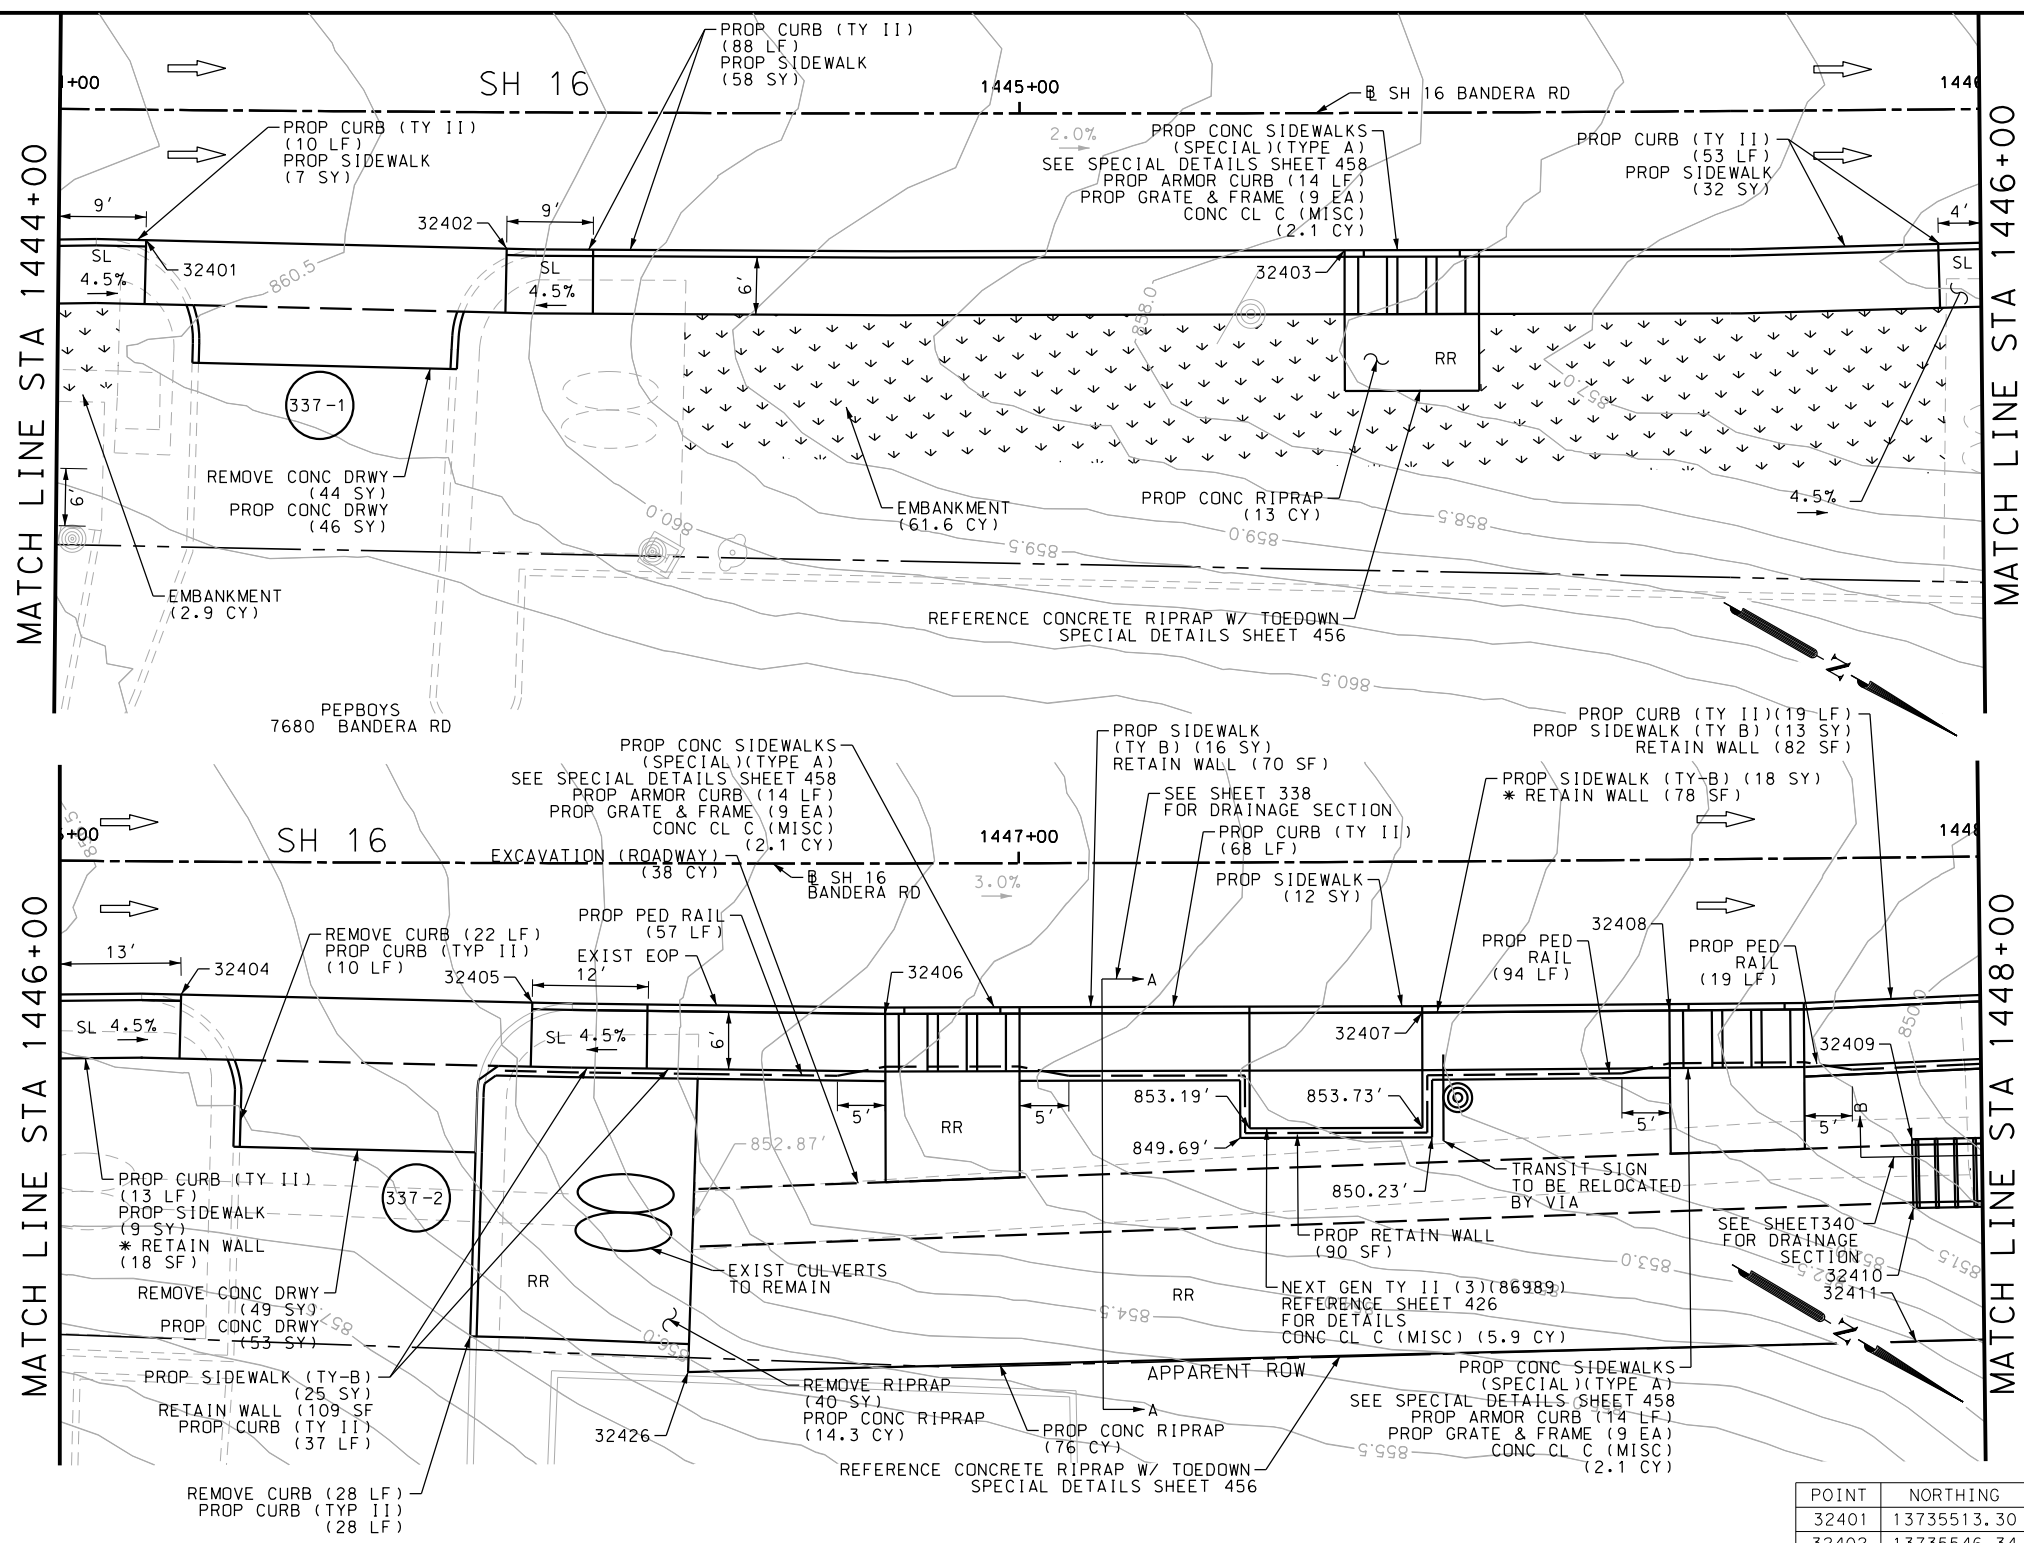 PROP CURB (TY II)
(88 LF)
PROP SIDEWALK
(58 SY)
SH 16
1+00
1445+00
℄ SH 16 BANDERA RD
1446
PROP CURB (TY II)
(10 LF)
PROP SIDEWALK
(7 SY)
2.0%
PROP CONC SIDEWALKS
(SPECIAL)(TYPE A)
SEE SPECIAL DETAILS SHEET 458
PROP ARMOR CURB (14 LF)
PROP GRATE & FRAME (9 EA)
CONC CL C (MISC)
(2.1 CY)
PROP CURB (TY II)
(53 LF)
PROP SIDEWALK
(32 SY)
MATCH LINE STA 1444+00
MATCH LINE STA 1446+00
9'
32402
9'
4'
SL
4.5%
32401
860.5
SL
4.5%
6'
858.0
32403
SL
RR
857.0
337-1
REMOVE CONC DRWY
(44 SY)
PROP CONC DRWY
(46 SY)
6'
EMBANKMENT
(61.6 CY)
PROP CONC RIPRAP
(13 CY)
4.5%
860.0
859.5
859.0
858.5
EMBANKMENT
(2.9 CY)
REFERENCE CONCRETE RIPRAP W/ TOEDOWN
SPECIAL DETAILS SHEET 456
860.5
N
PEPBOYS
7680 BANDERA RD
PROP CONC SIDEWALKS
(SPECIAL)(TYPE A)
SEE SPECIAL DETAILS SHEET 458
PROP ARMOR CURB (14 LF)
PROP GRATE & FRAME (9 EA)
CONC CL C (MISC)
(2.1 CY)
PROP SIDEWALK
(TY B) (16 SY)
RETAIN WALL (70 SF)
PROP CURB (TY II)(19 LF)
PROP SIDEWALK (TY B) (13 SY)
RETAIN WALL (82 SF)
SEE SHEET 338
FOR DRAINAGE SECTION
PROP SIDEWALK (TY-B) (18 SY)
* RETAIN WALL (78 SF)
+00
SH 16
1447+00
1448
PROP CURB (TY II)
(68 LF)
EXCAVATION (ROADWAY)
(38 CY)
℄ SH 16
BANDERA RD
3.0%
PROP SIDEWALK
(12 SY)
MATCH LINE STA 1446+00
MATCH LINE STA 1448+00
REMOVE CURB (22 LF)
PROP CURB (TYP II)
(10 LF)
PROP PED RAIL
(57 LF)
EXIST EOP
13'
32404
32405
12'
32406
A
PROP PED
RAIL
(94 LF)
32408
PROP PED
RAIL
(19 LF)
SL 4.5%
SL 4.5%
6'
32407
32409
850.0
5'
RR
5'
853.19'
853.73'
5'
5'
B
849.69'
852.87'
850.23'
TRANSIT SIGN
TO BE RELOCATED
BY VIA
PROP CURB (TY II)
(13 LF)
PROP SIDEWALK
(9 SY)
* RETAIN WALL
(18 SF)
337-2
REMOVE CONC DRWY
(49 SY)
PROP CONC DRWY
(53 SY)
RR
EXIST CULVERTS
TO REMAIN
PROP RETAIN WALL
(90 SF)
RR
SEE SHEET340
FOR DRAINAGE
SECTION
32410
32411
853.0
852.5
851.5
NEXT GEN TY II (3)(86989)
REFERENCE SHEET 426
FOR DETAILS
CONC CL C (MISC) (5.9 CY)
854.5
856.0
N
PROP SIDEWALK (TY-B)
(25 SY)
RETAIN WALL (109 SF
PROP CURB (TY II)
(37 LF)
32426
REMOVE RIPRAP
(40 SY)
PROP CONC RIPRAP
(14.3 CY)
APPARENT ROW
A
PROP CONC RIPRAP
(76 CY)
PROP CONC SIDEWALKS
(SPECIAL)(TYPE A)
SEE SPECIAL DETAILS SHEET 458
PROP ARMOR CURB (14 LF)
PROP GRATE & FRAME (9 EA)
CONC CL C (MISC)
(2.1 CY)
855.5
REFERENCE CONCRETE RIPRAP W/ TOEDOWN
SPECIAL DETAILS SHEET 456
REMOVE CURB (28 LF)
PROP CURB (TYP II)
(28 LF)
POINT NORTHING
32401 13735513.30
32402 13735546.34